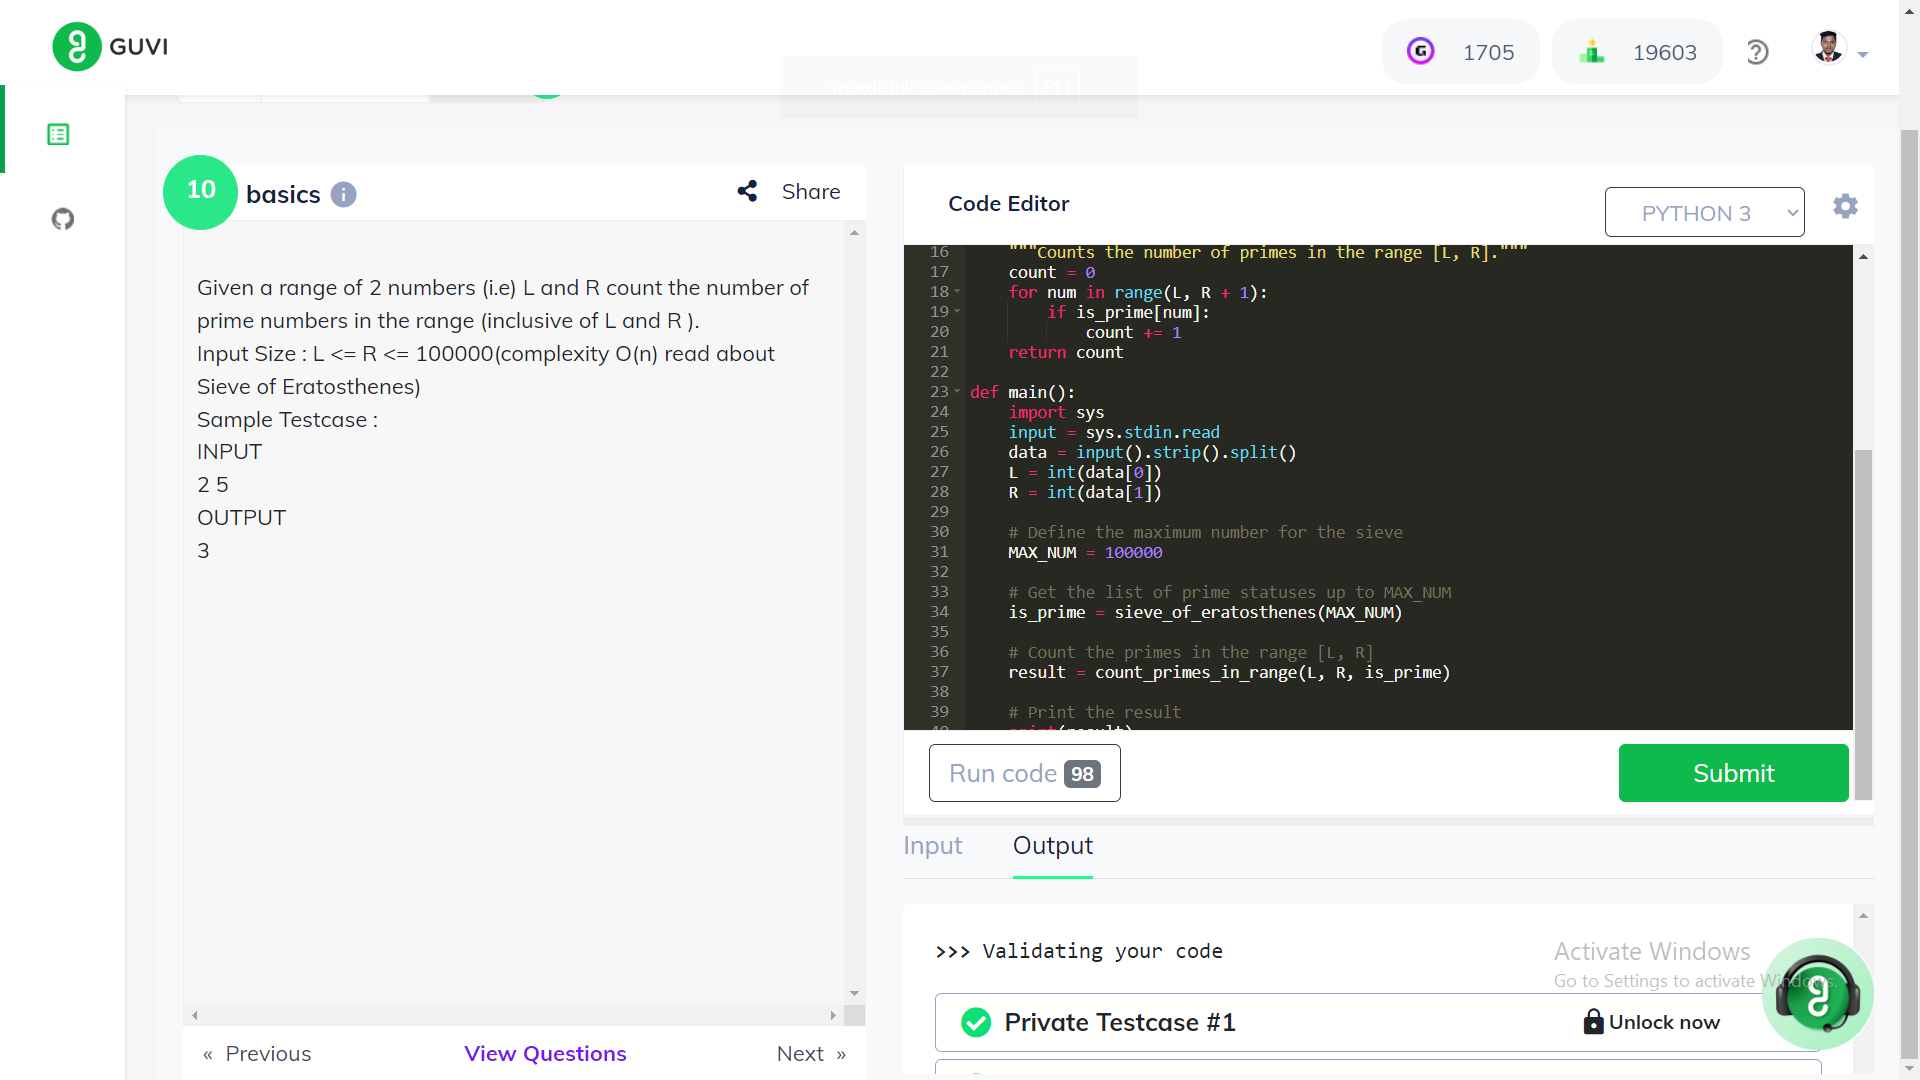 GUVI
1705
19603
To exit full screen, press F11
10
basics
Share
Given a range of 2 numbers (i.e) L and R count the number of
prime numbers in the range (inclusive of L and R ).
Input Size : L <= R <= 100000(complexity O(n) read about
Sieve of Eratosthenes)
Sample Testcase :
INPUT
2 5
OUTPUT
3
« Previous
View Questions
Next »
Code Editor
PYTHON 3
16     """Counts the number of primes in the range [L, R]."""
17     count = 0
18     for num in range(L, R + 1):
19         if is_prime[num]:
20             count += 1
21     return count
22
23 def main():
24     import sys
25     input = sys.stdin.read
26     data = input().strip().split()
27     L = int(data[0])
28     R = int(data[1])
29
30     # Define the maximum number for the sieve
31     MAX_NUM = 100000
32
33     # Get the list of prime statuses up to MAX_NUM
34     is_prime = sieve_of_eratosthenes(MAX_NUM)
35
36     # Count the primes in the range [L, R]
37     result = count_primes_in_range(L, R, is_prime)
38
39     # Print the result
40     print(result)
Run code 98
Submit
Input
Output
>>> Validating your code
Activate Windows
Go to Settings to activate Windows.
Private Testcase #1
Unlock now